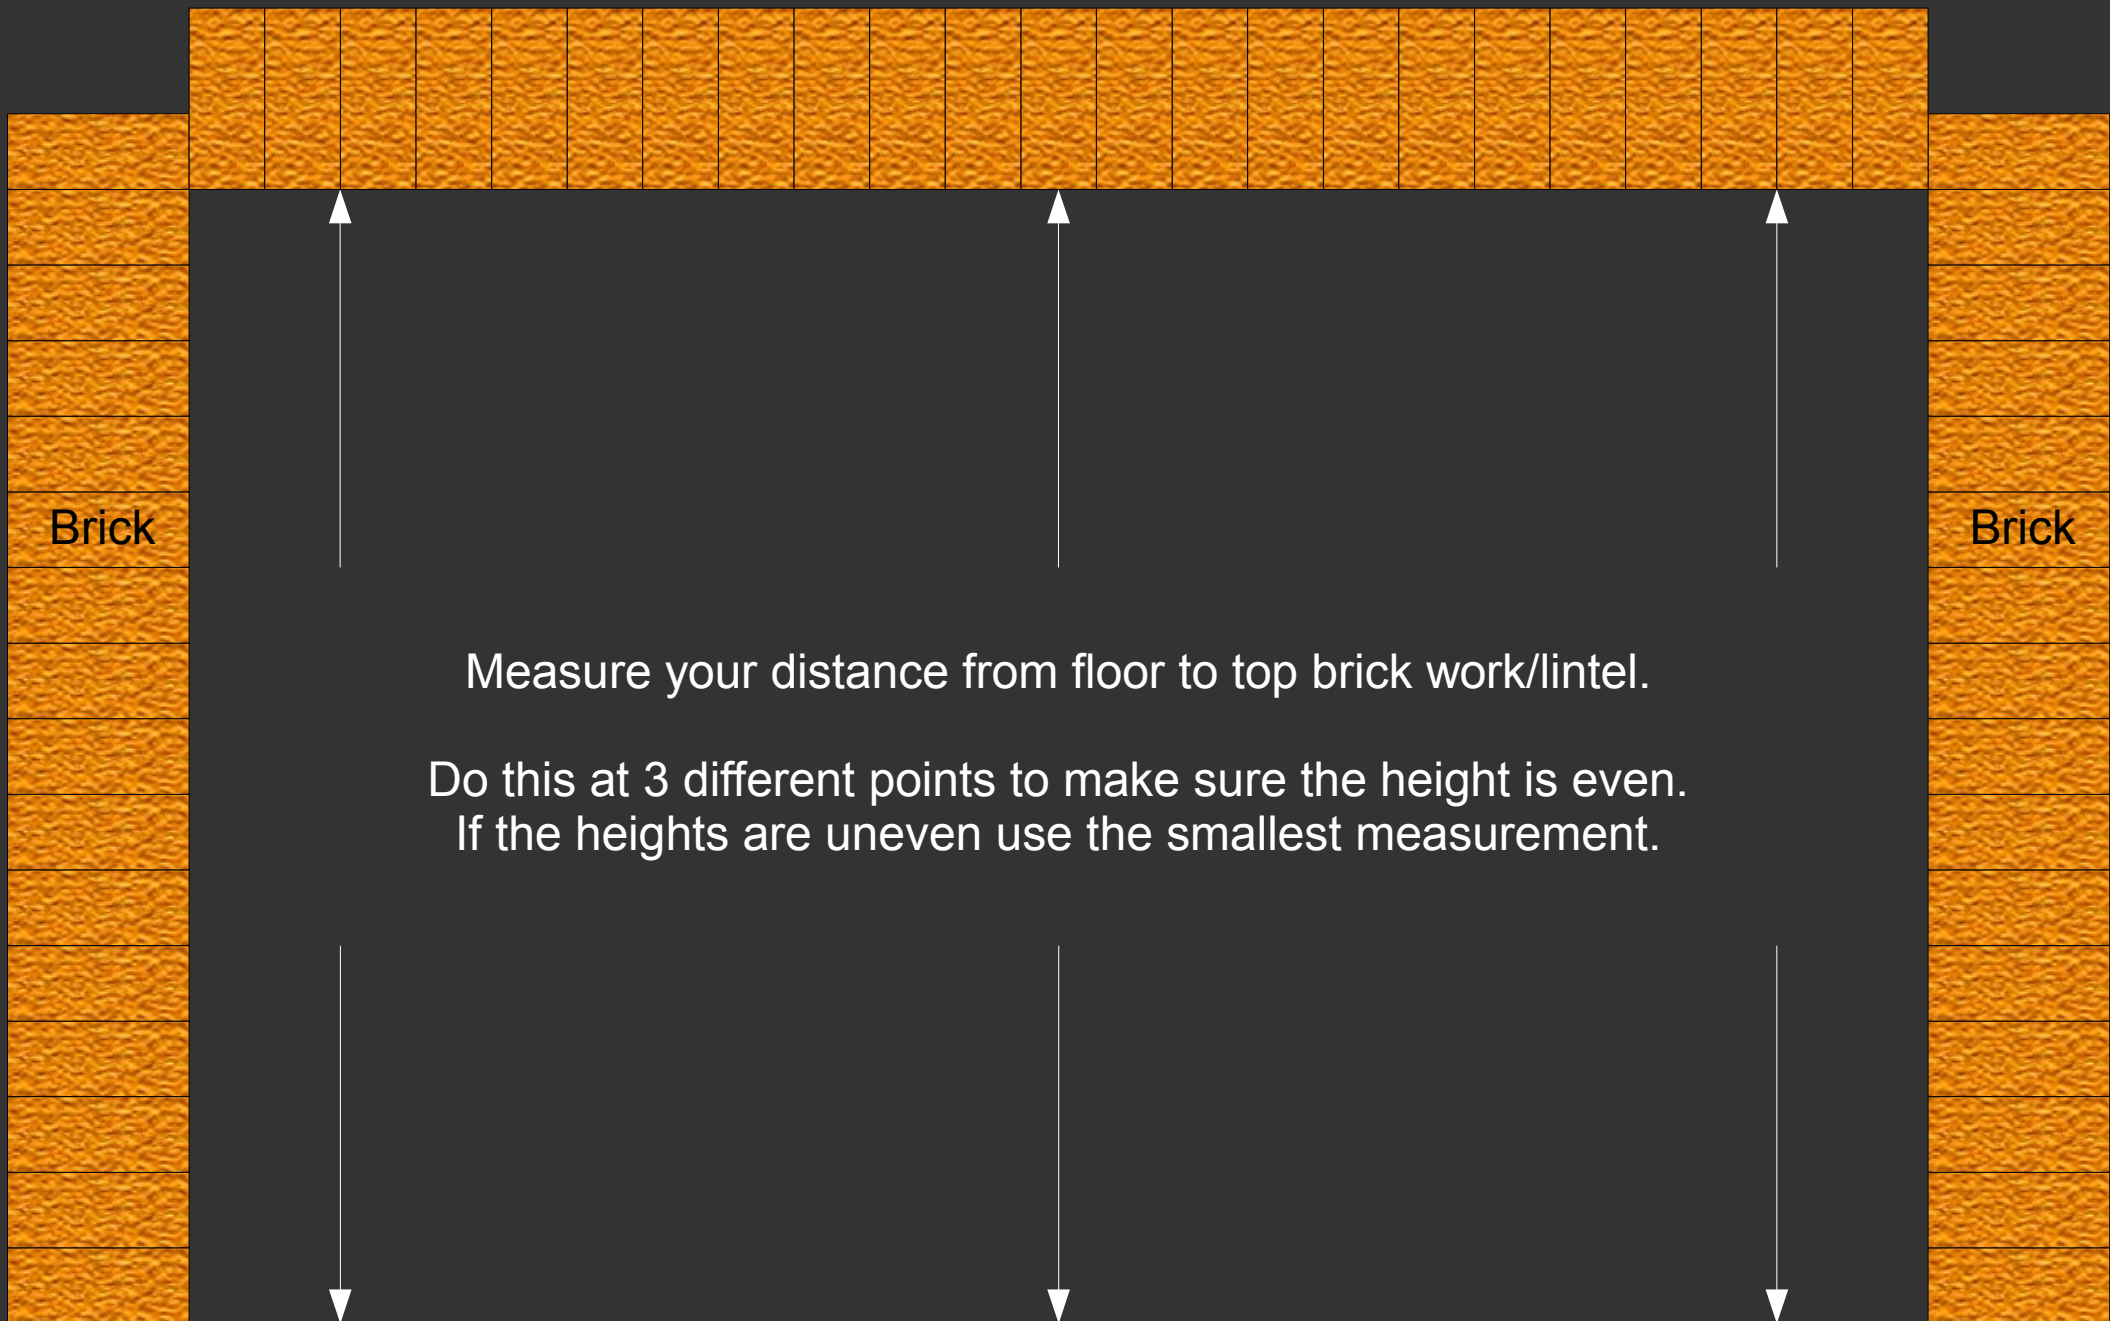 Brick
Brick
Measure your distance from floor to top brick work/lintel.
Do this at 3 different points to make sure the height is even.
If the heights are uneven use the smallest measurement.